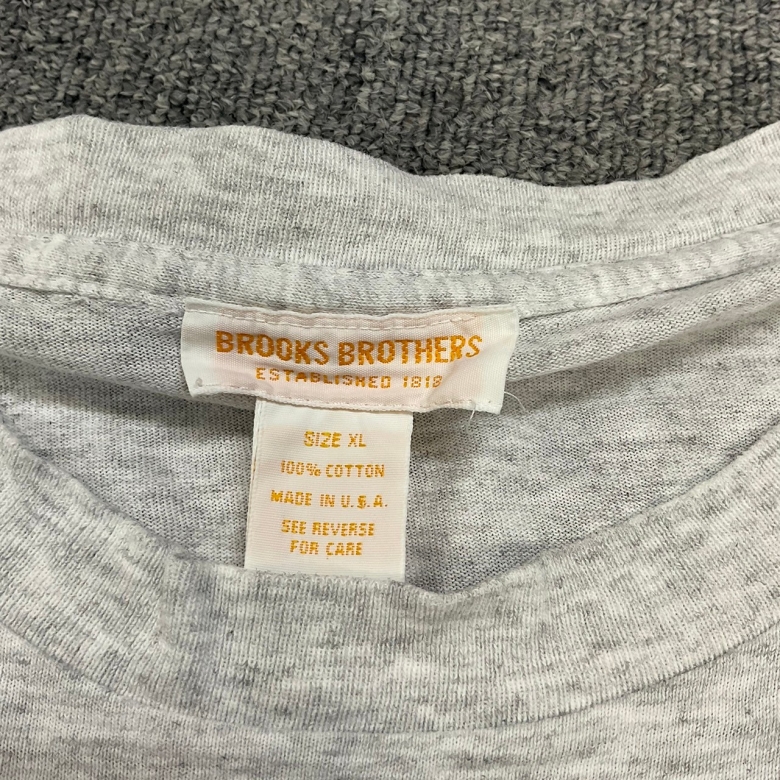 BROOKS BROTHERS
ESTABLISHED 1818
SIZE XL
100% COTTON
MADE IN U.S.A.
SEE REVERSE
FOR CARE